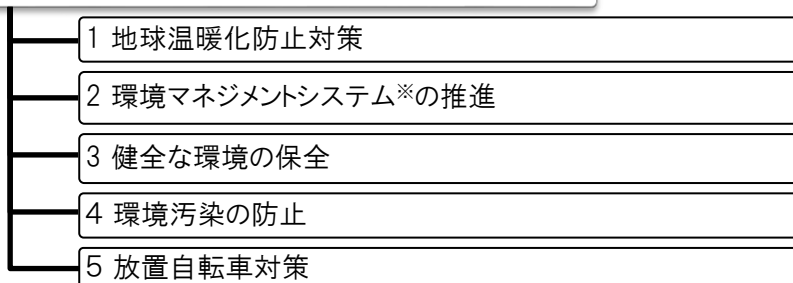 1 地球温暖化防止対策
2 環境マネジメントシステム※の推進
3 健全な環境の保全
4 環境汚染の防止
5 放置自転車対策